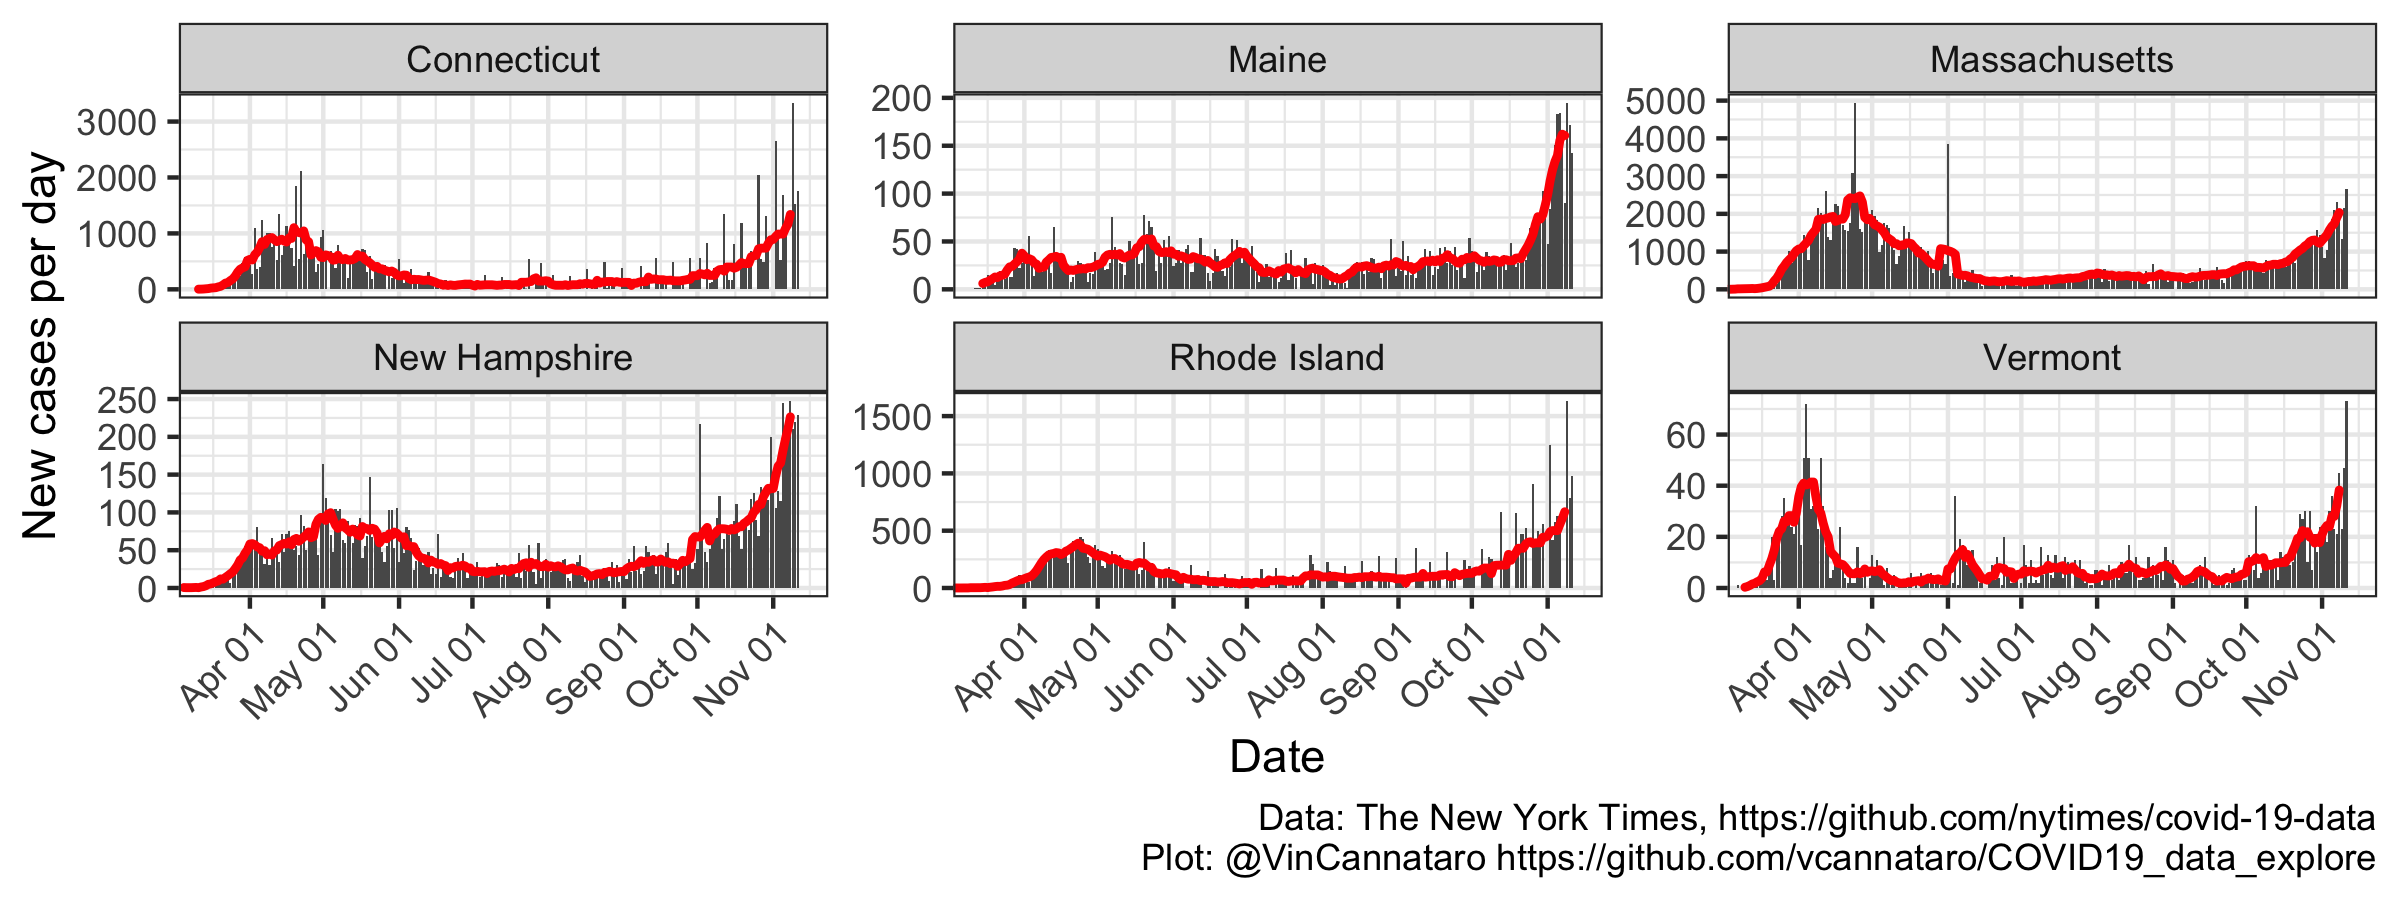 Connecticut
Maine
Massachusetts
3000
2000
1000
0
200
150
100
50
0
5000
4000
3000
2000
1000
0
New Hampshire
Rhode Island
Vermont
250
200
150
100
50
0
1500
1000
500
0
60
40
20
0
Apr 01
May 01
Jun 01
Jul 01
Aug 01
Sep 01
Oct 01
Nov 01
Apr 01
May 01
Jun 01
Jul 01
Aug 01
Sep 01
Oct 01
Nov 01
Apr 01
May 01
Jun 01
Jul 01
Aug 01
Sep 01
Oct 01
Nov 01
New cases per day
Date
Data: The New York Times, https://github.com/nytimes/covid-19-data
Plot: @VinCannataro https://github.com/vcannataro/COVID19_data_explore